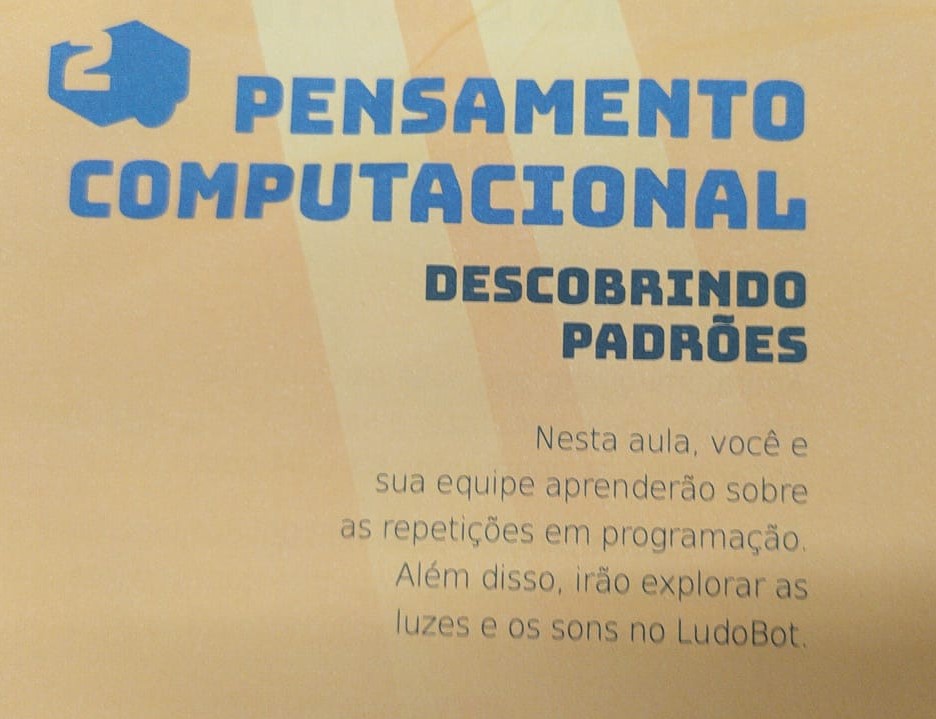 2 PENSAMENTO
COMPUTACIONAL
DESCOBRINDO
PADRÕES
Nesta aula, você e
sua equipe aprenderão sobre
as repetições em programação.
Além disso, irão explorar as
luzes e os sons no LudoBot.